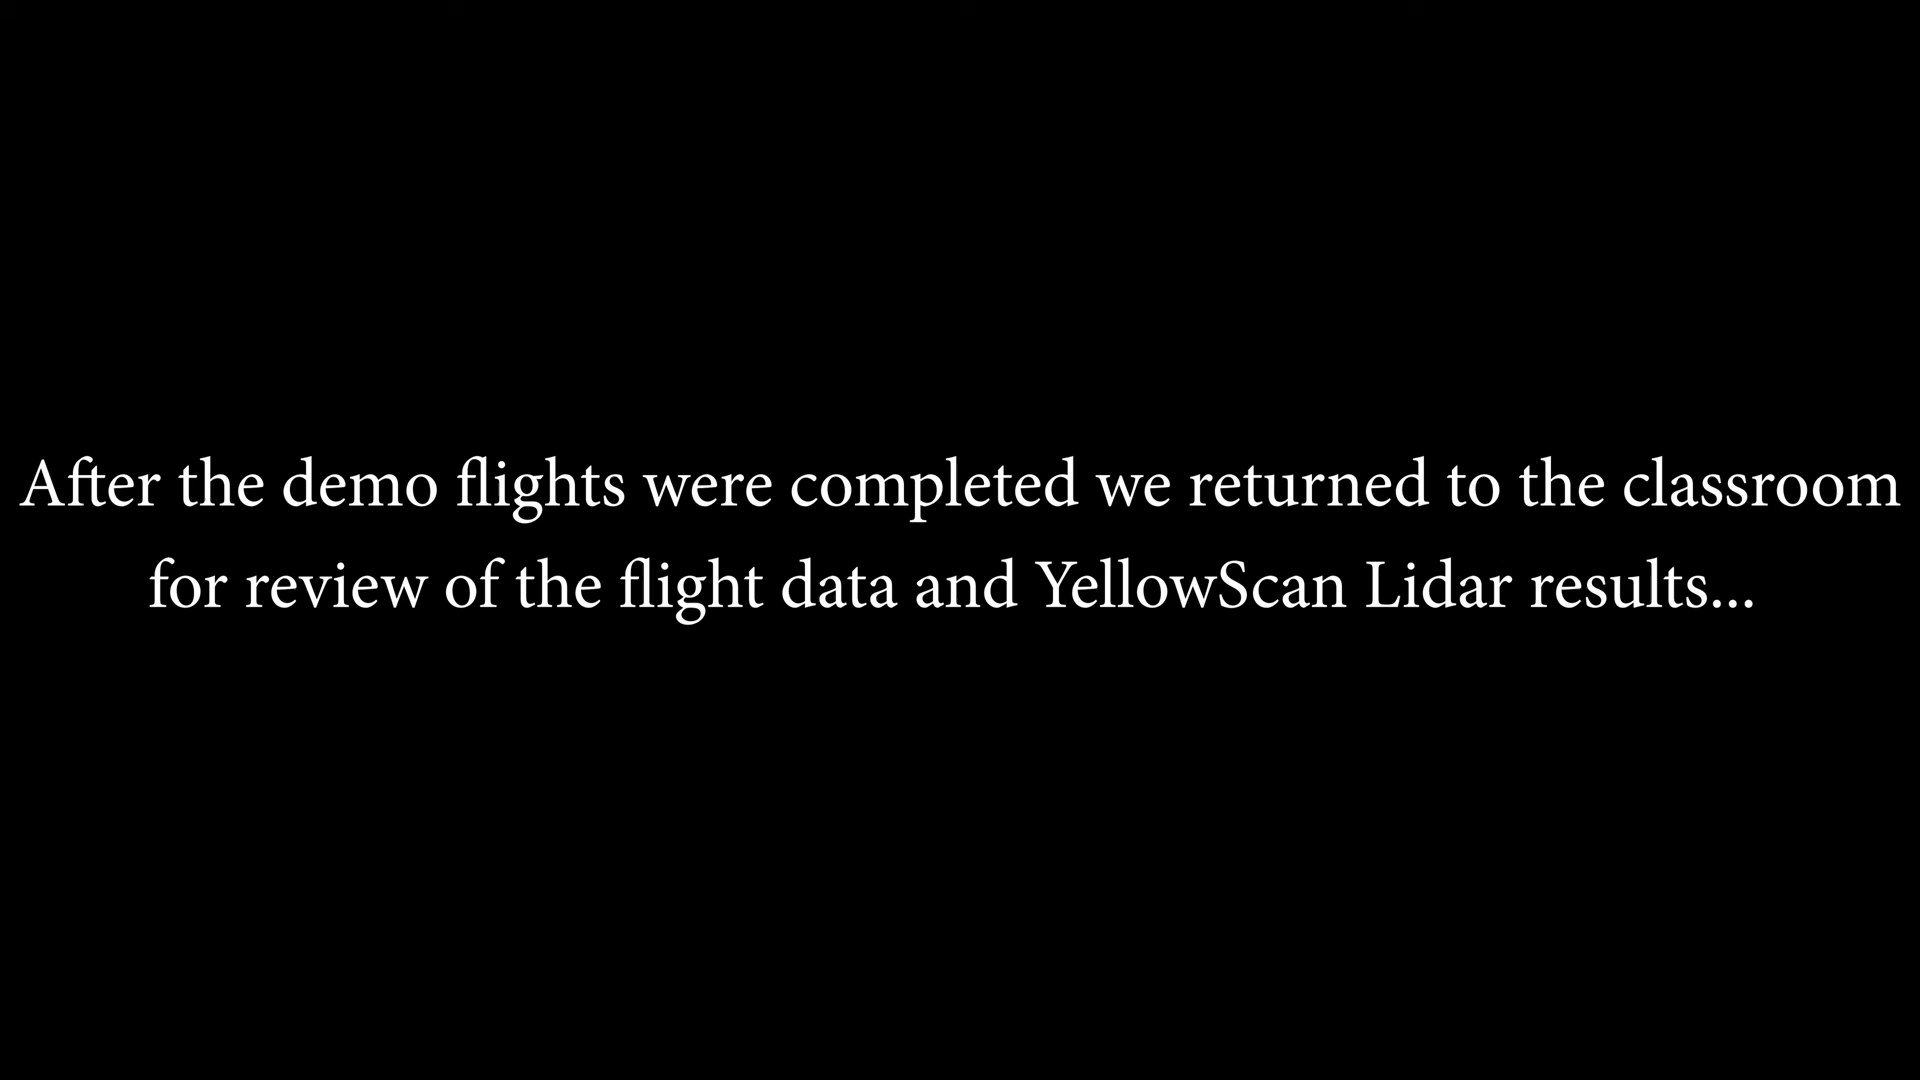 After the demo flights were completed we returned to the classroom
for review of the flight data and YellowScan Lidar results...